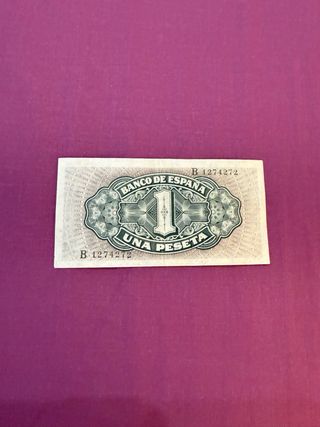 B 1274272
BANCO DE ESPAÑA
1
UNA PESETA
B 1274272